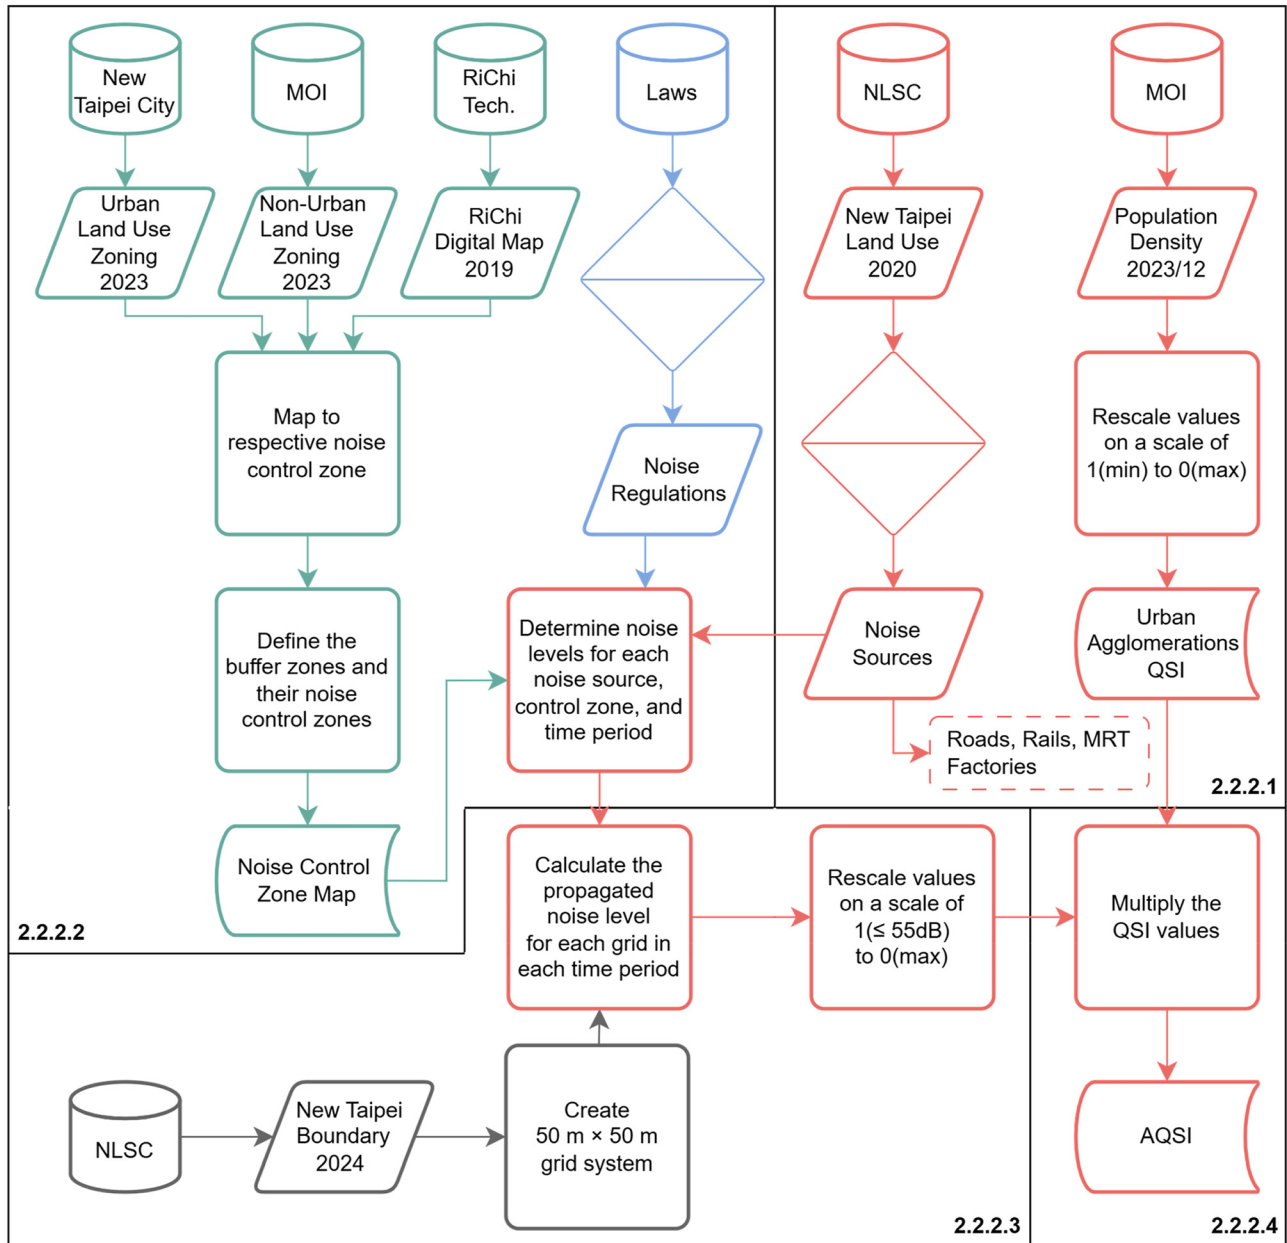 New
Taipei City
MOI
RiChi
Tech.
Laws
NLSC
MOI
Urban
Land Use
Zoning
2023
Non-Urban
Land Use
Zoning
2023
RiChi
Digital Map
2019
New Taipei
Land Use
2020
Population
Density
2023/12
Map to
respective noise
control zone
Noise
Regulations
Rescale values
on a scale of
1(min) to 0(max)
Define the
buffer zones and
their noise
control zones
Determine noise
levels for each
noise source,
control zone, and
time period
Noise
Sources
Urban
Agglomerations
QSI
Roads, Rails, MRT
Factories
2.2.2.1
Noise Control
Zone Map
2.2.2.2
Calculate the
propagated
noise level
for each grid in
each time period
Rescale values
on a scale of
1(≤ 55dB)
to 0(max)
Multiply the
QSI values
NLSC
New Taipei
Boundary
2024
Create
50 m × 50 m
grid system
AQSI
2.2.2.3
2.2.2.4